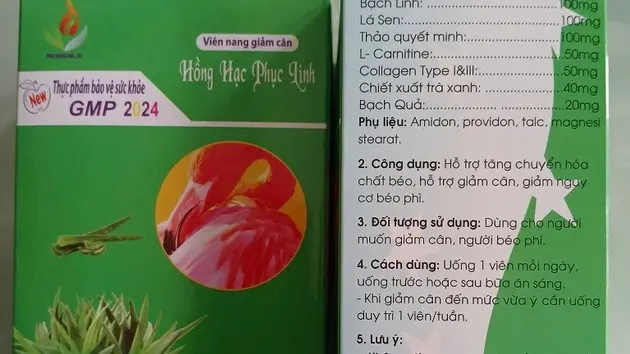 Viên nang giảm cân
Hồng Hạc Phục Linh
New
Thực phẩm bảo vệ sức khỏe
GMP 2024
Bạch Linh:.....................100mg
Lá Sen:.........................100mg
Thảo quyết minh:...........100mg
L- Carnitine:....................50mg
Collagen Type I&III:..........50mg
Chiết xuất trà xanh:..........40mg
Bạch Quả:......................20mg
Phụ liệu: Amidon, providon, talc, magnesi
stearat.
2. Công dụng: Hỗ trợ tăng chuyển hóa
chất béo, hỗ trợ giảm cân, giảm nguy
cơ béo phì.
3. Đối tượng sử dụng: Dùng cho người
muốn giảm cân, người béo phì.
4. Cách dùng: Uống 1 viên mỗi ngày,
uống trước hoặc sau bữa ăn sáng.
- Khi giảm cân đến mức vừa ý cần uống
duy trì 1 viên/tuần.
5. Lưu ý: